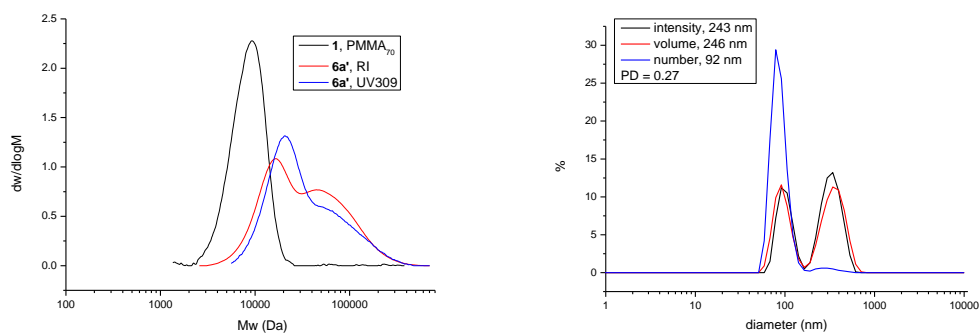 2.5
2.0
1.5
1.0
0.5
0.0
dw/dlogM
100
1000
10000
100000
Mw (Da)
1, PMMA₇₀
6a', RI
6a', UV309
30
25
20
15
10
5
0
%
1
10
100
1000
10000
diameter (nm)
intensity, 243 nm
volume, 246 nm
number, 92 nm
PD = 0.27